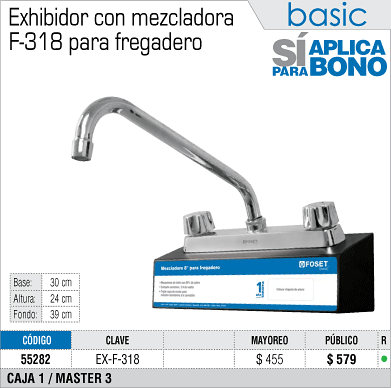 Exhibidor con mezcladora
F-318 para fregadero
basic
SÍ APLICA
PARA BONO
FOSET
Mezcladora 8" para fregadero
FOSET
Base: 30 cm
Altura: 24 cm
Fondo: 39 cm
CÓDIGO CLAVE MAYOREO PÚBLICO R
55282 EX-F-318 $ 455 $ 579
CAJA 1 / MASTER 3